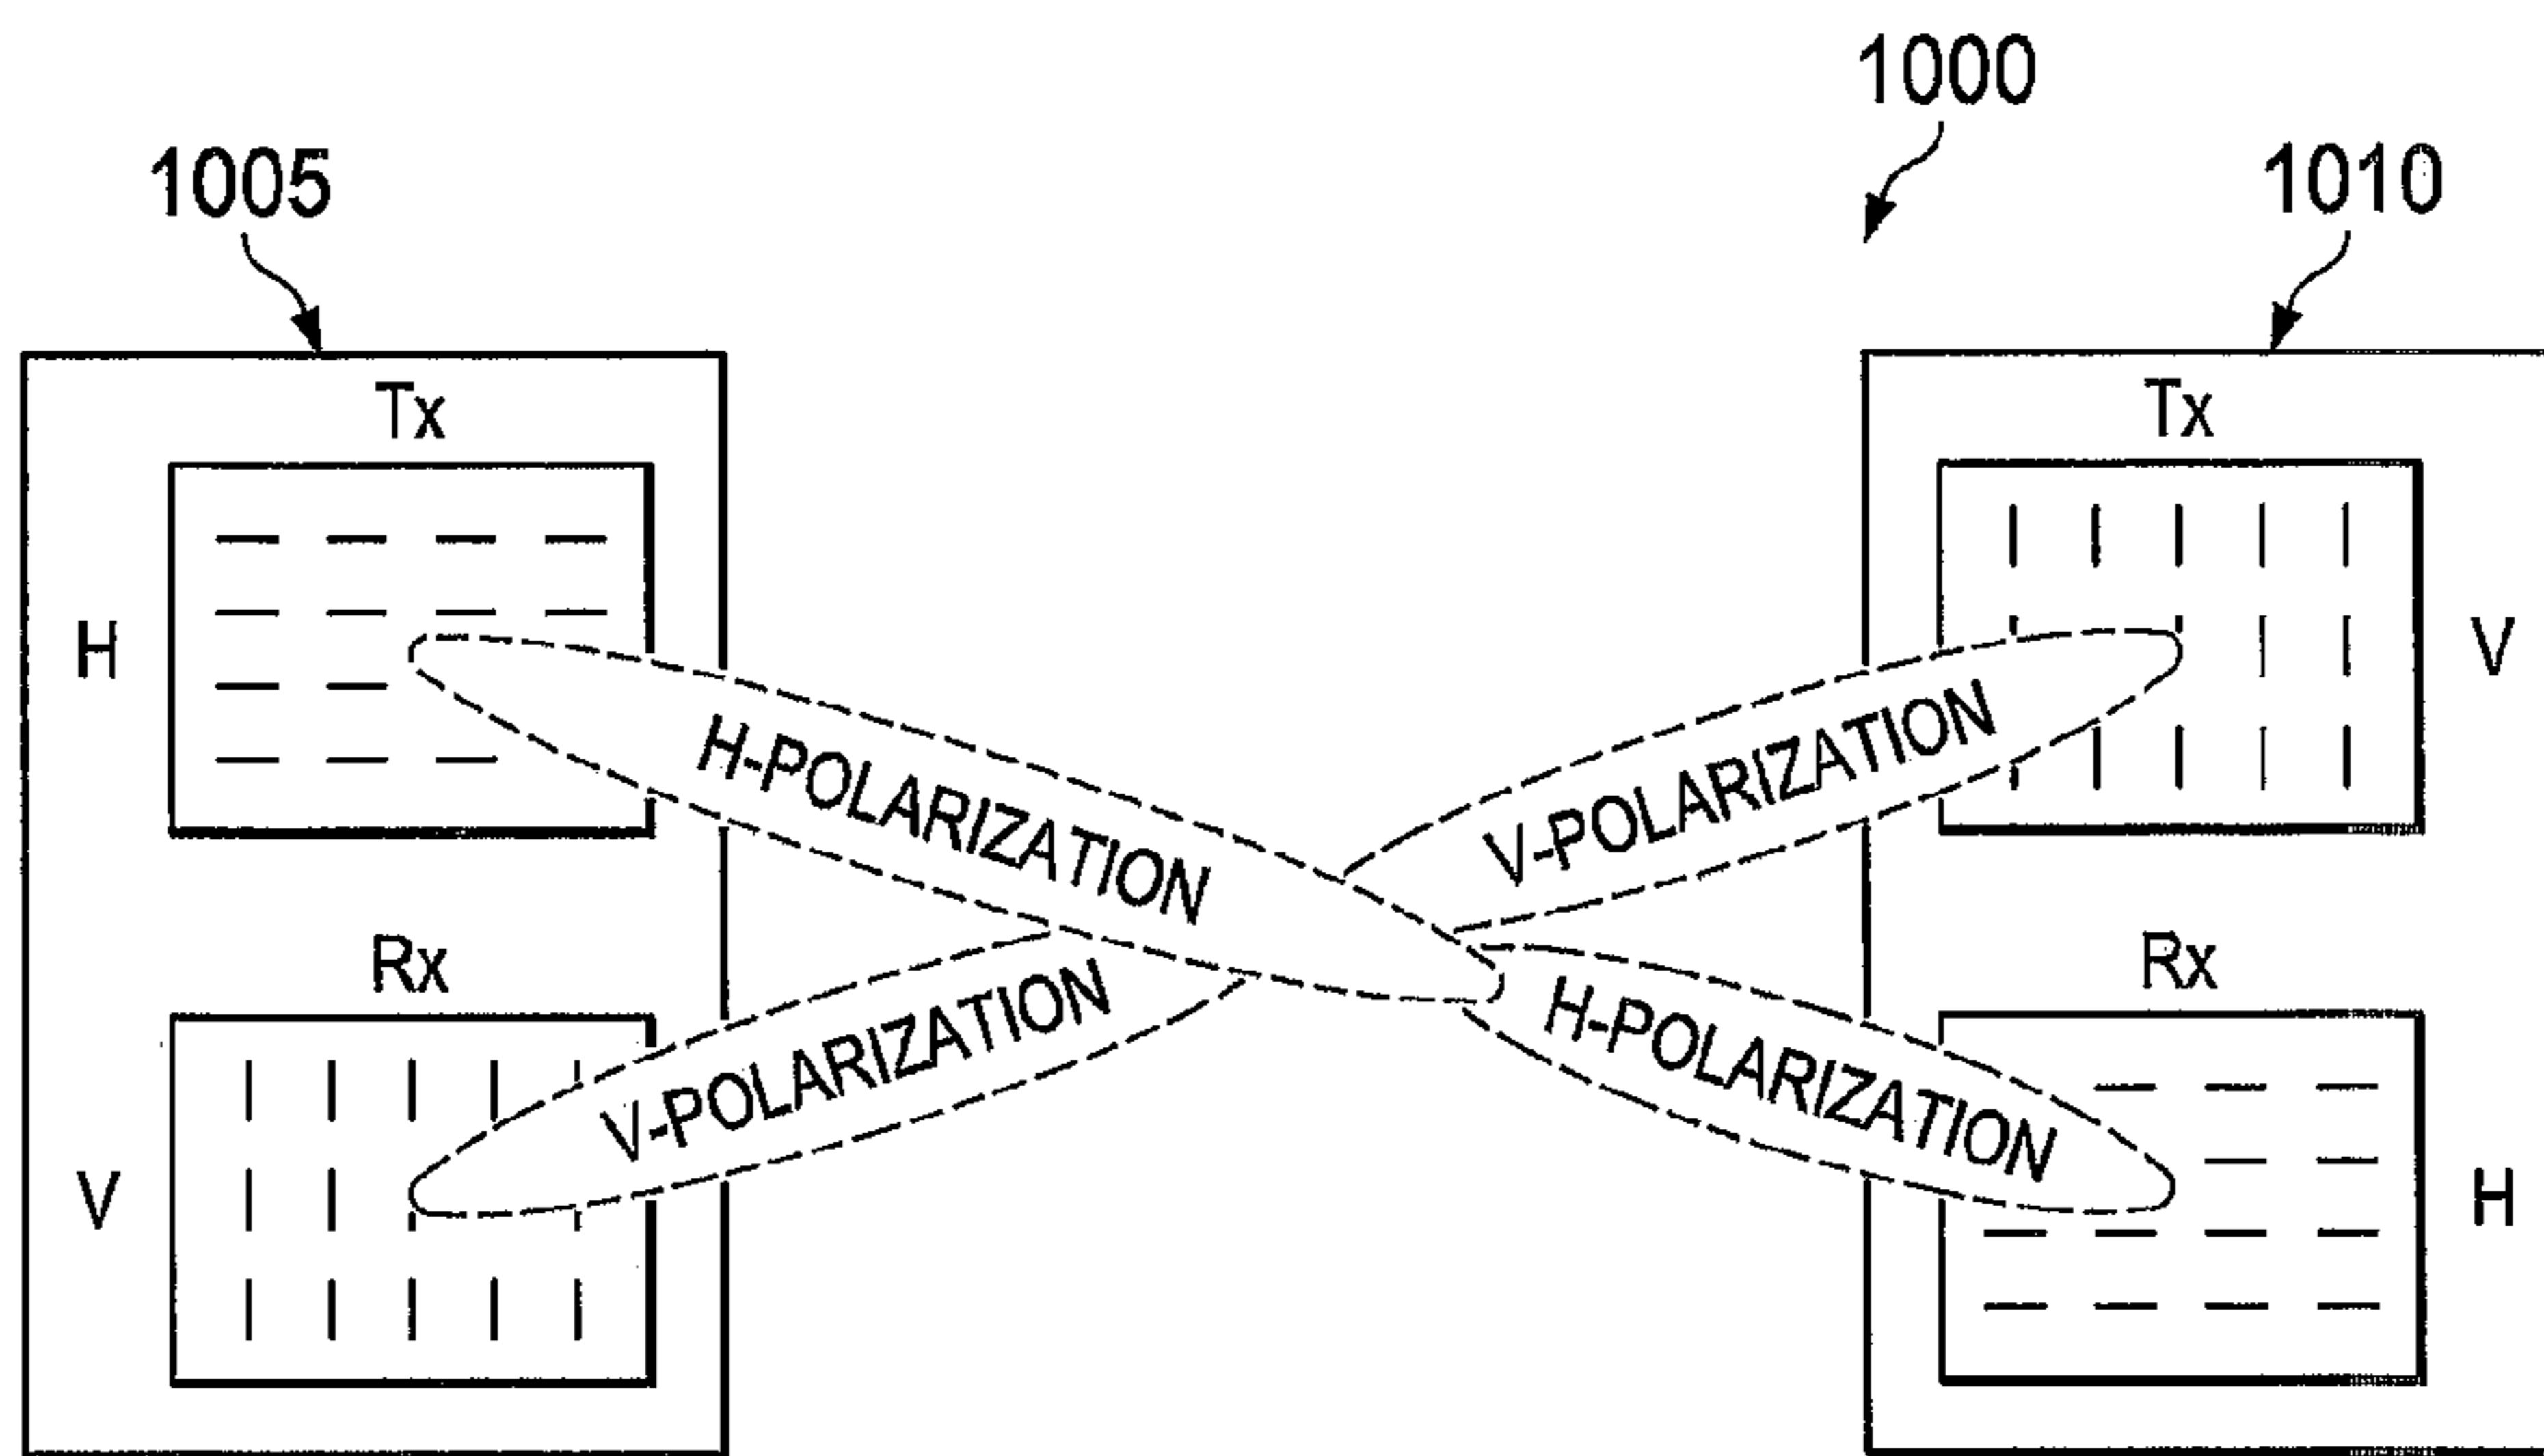 1000
1005
1010
Tx
Tx
H
V
H-POLARIZATION
V-POLARIZATION
Rx
Rx
V-POLARIZATION
H-POLARIZATION
V
H